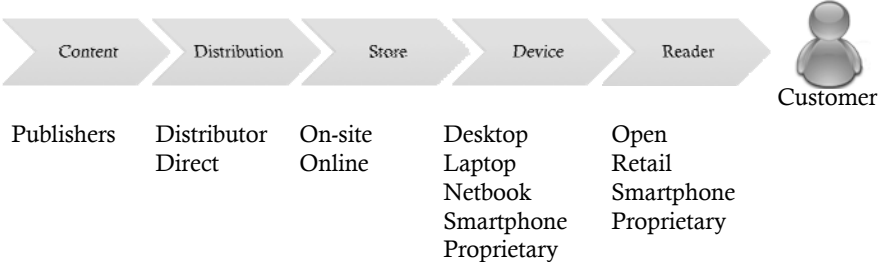 Content
Distribution
Store
Device
Reader
Customer
Publishers
Distributor
Direct
On-site
Online
Desktop
Laptop
Netbook
Smartphone
Proprietary
Open
Retail
Smartphone
Proprietary